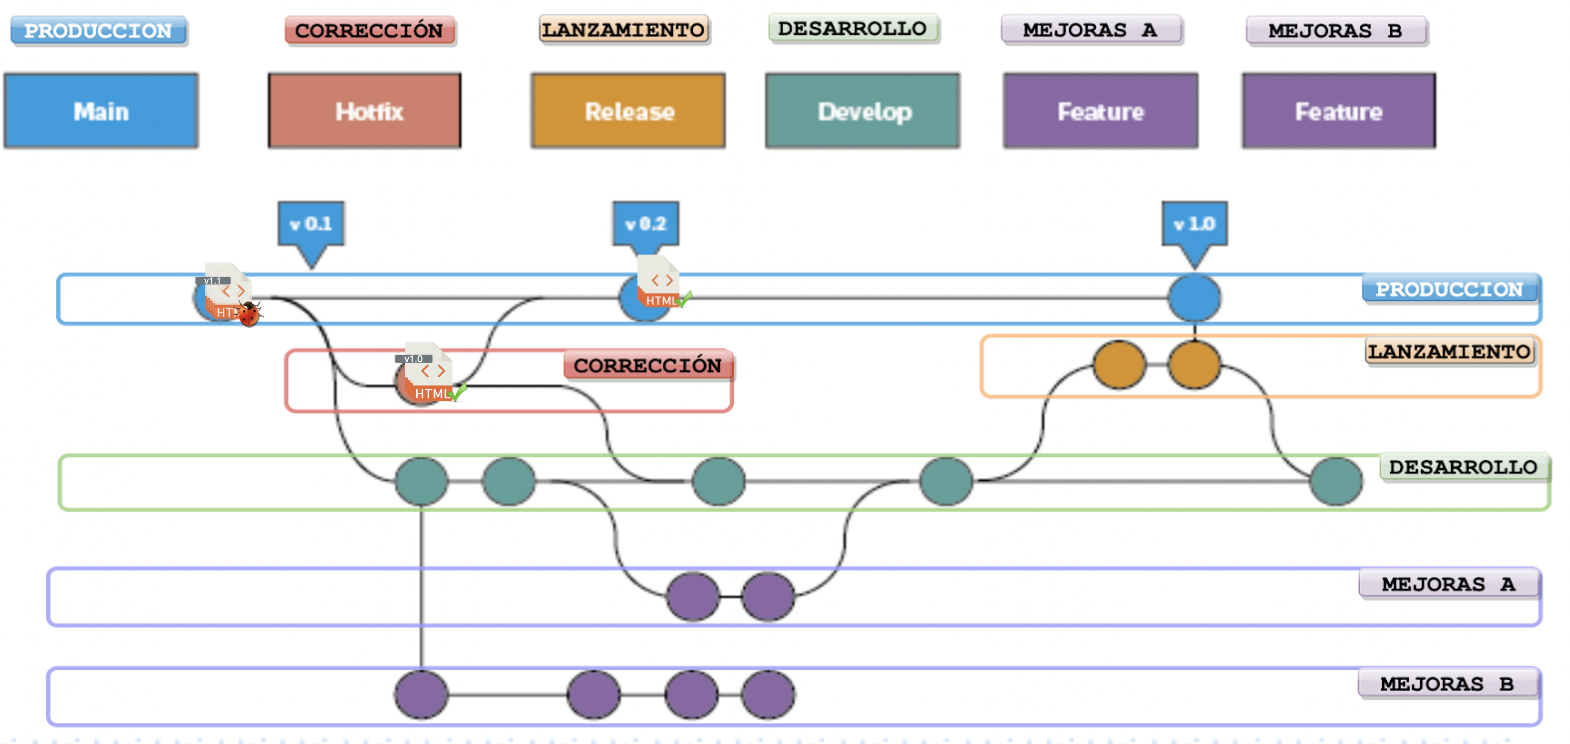 PRODUCCION
CORRECCIÓN
LANZAMIENTO
DESARROLLO
MEJORAS A
MEJORAS B
Main
Hotfix
Release
Develop
Feature
Feature
v 0.1
v 0.2
v 1.0
v1.1
HTML
PRODUCCION
LANZAMIENTO
v1.0
HTML
CORRECCIÓN
DESARROLLO
MEJORAS A
MEJORAS B